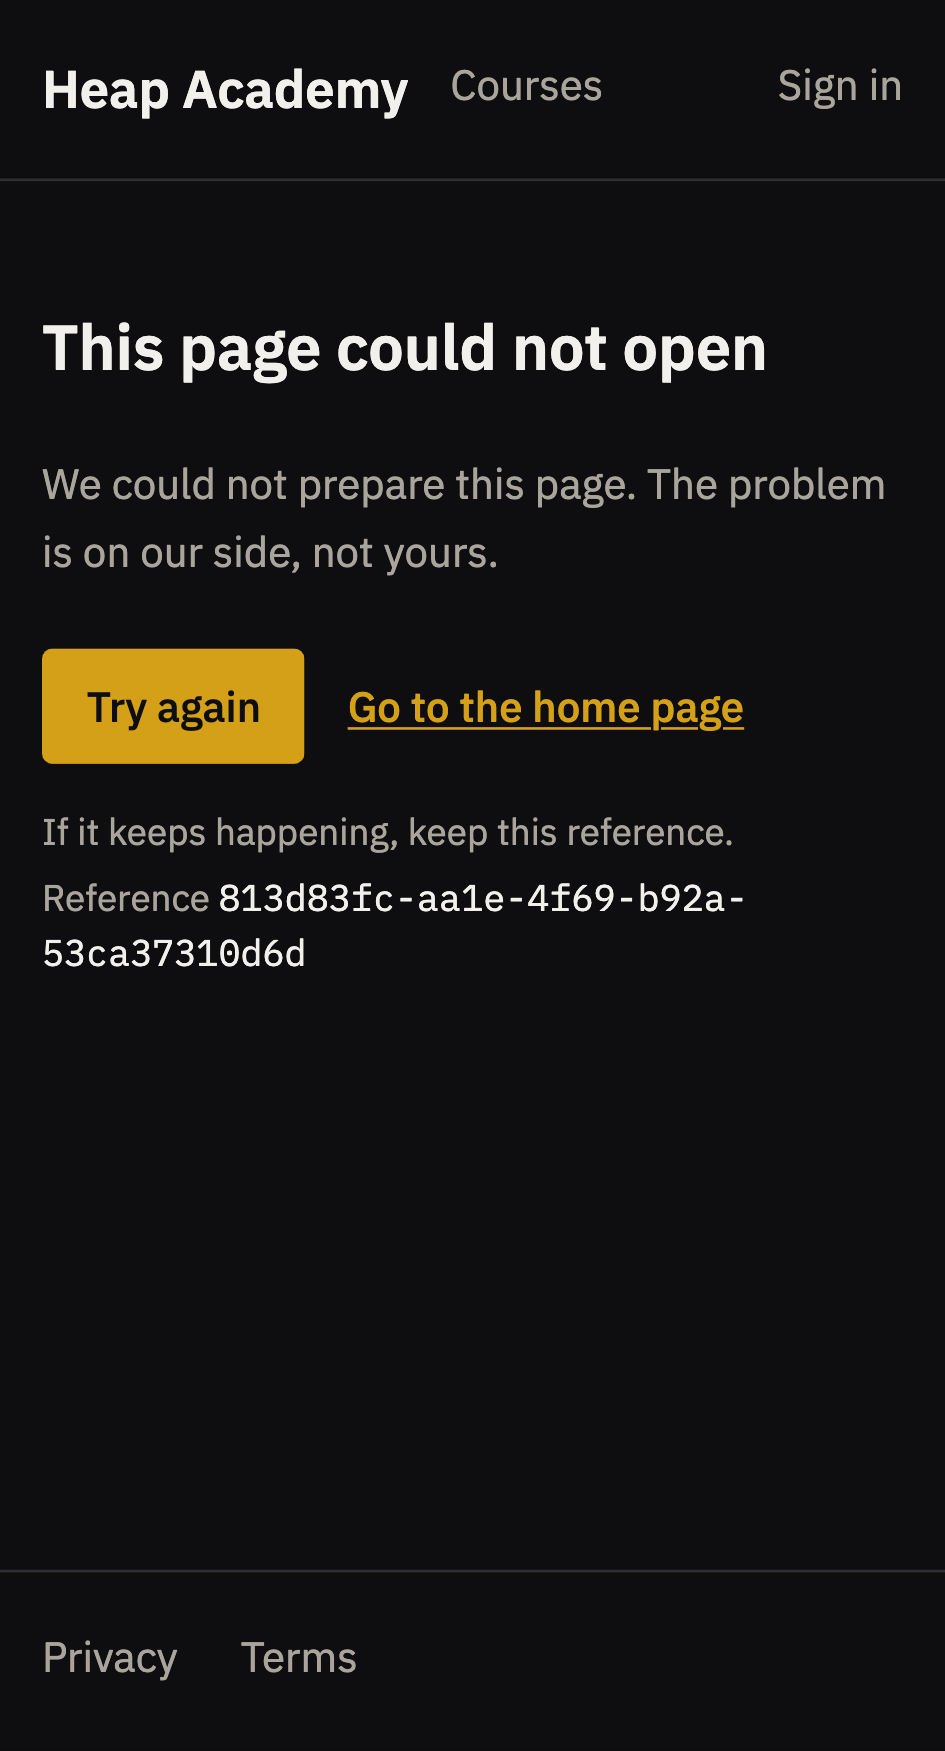 Heap Academy Courses Sign in
This page could not open
We could not prepare this page. The problem
is on our side, not yours.
Try again Go to the home page
If it keeps happening, keep this reference.
Reference 813d83fc-aa1e-4f69-b92a-
53ca37310d6d
Privacy Terms